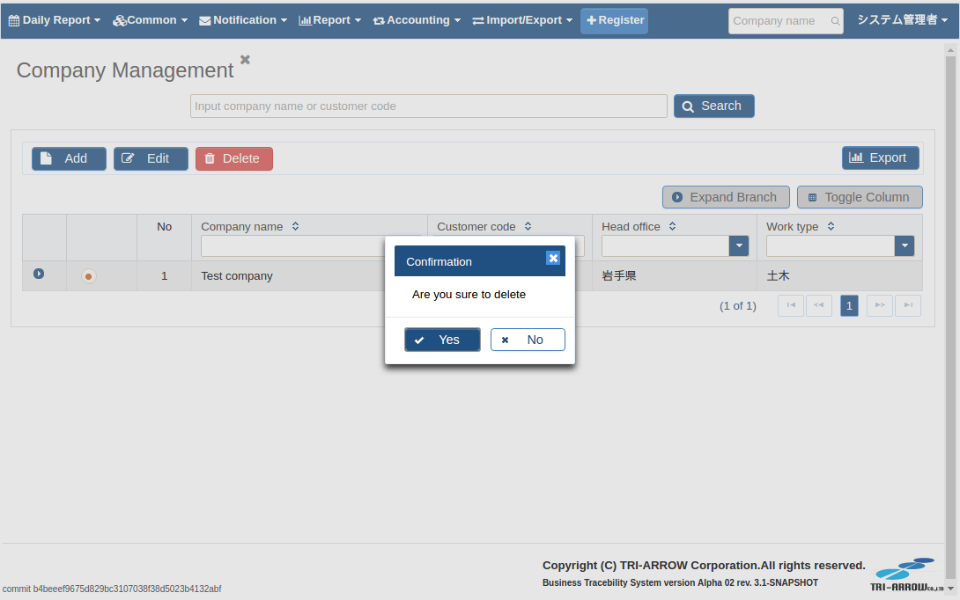 Daily Report Common Notification Report Accounting Import/Export Register Company name システム管理者
Company Management
Input company name or customer code Search
Add Edit Delete Export
Expand Branch Toggle Column
No Company name Customer code Head office Work type
1 Test company 岩手県 土木
(1 of 1) 1
Confirmation
Are you sure to delete
Yes No
Copyright (C) TRI-ARROW Corporation.All rights reserved.
Business Tracebility System version Alpha 02 rev. 3.1-SNAPSHOT
TRI-ARROW CO.,LTD
commit b4beeef9675d829bc3107038f38d5023b4132abf